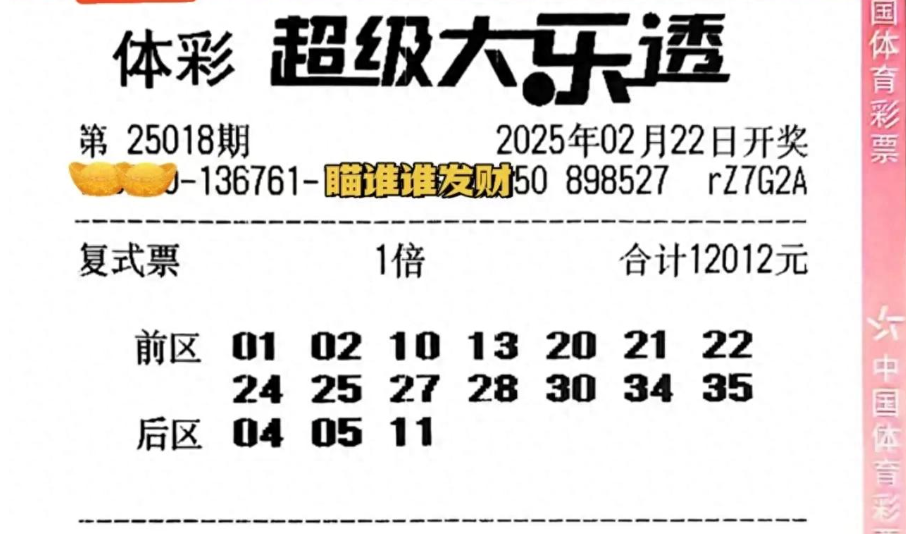 体彩 超级大乐透
第 25018期 2025年02月22日开奖
0-136761- 瞄谁谁发财 50 898527 rZ7G2A
复式票 1倍 合计12012元
前区 01 02 10 13 20 21 22
24 25 27 28 30 34 35
后区 04 05 11
国体育彩票
中国体育彩